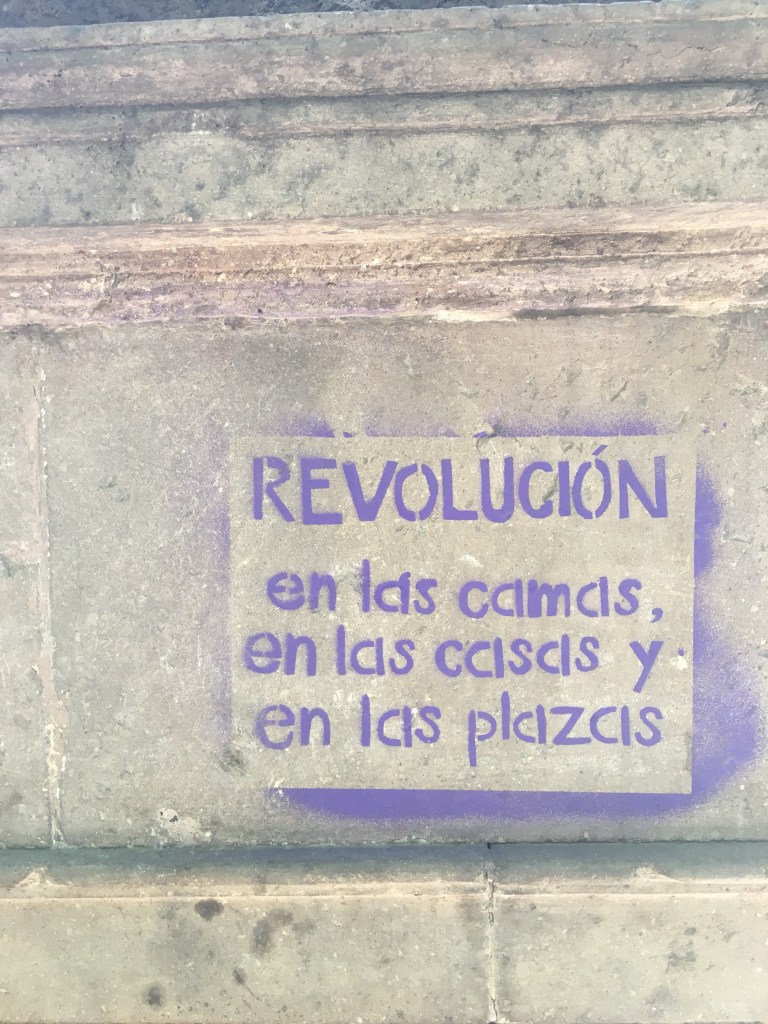 REVOLUCIÓN
en las camas,
en las casas y
en las plazas